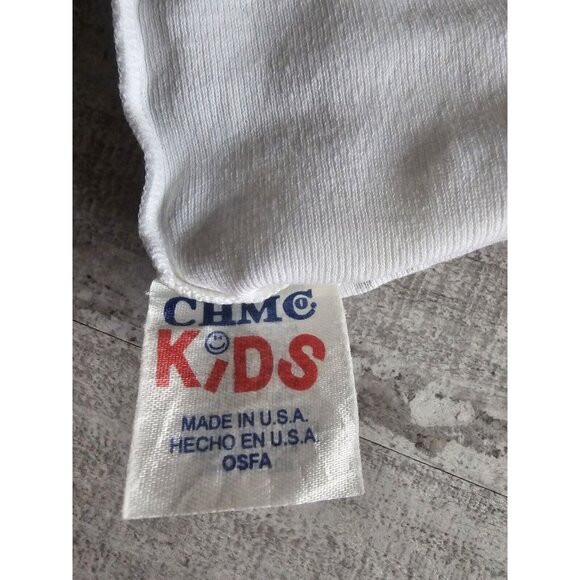 CHMC
KiDS
MADE IN U.S.A.
HECHO EN U.S.A.
OSFA